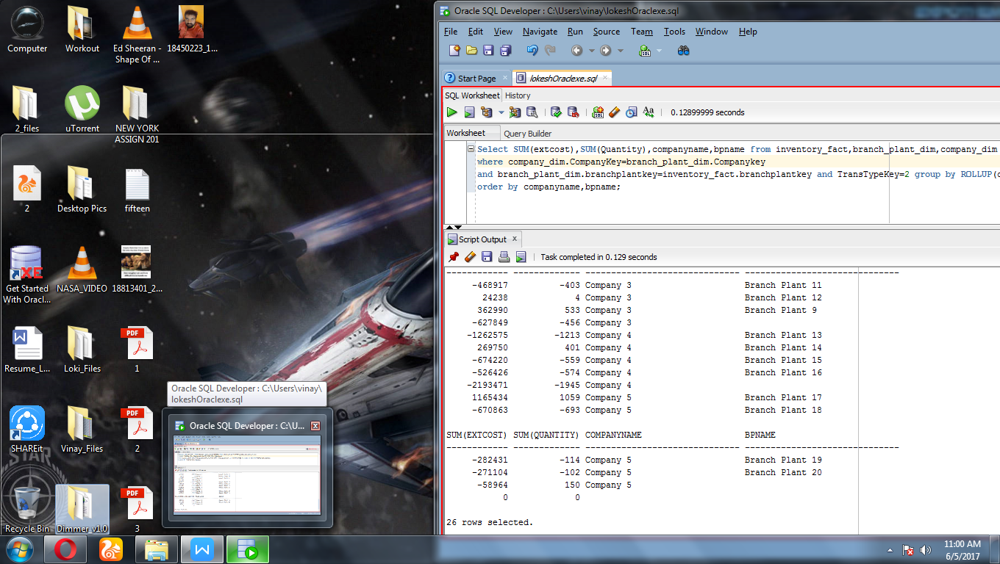 Computer
Workout
Ed Sheeran -
Shape Of ...
18450223_1...
2_files
uTorrent
NEW YORK
ASSIGN 201
2
Desktop Pics
fifteen
XE
Get Started
With Oracl...
NASA_VIDEO
18813401_2...
Resume_L...
Loki_Files
PDF
1
SHAREit
Vinay_Files
PDF
2
Recycle Bin
Dimmer_v1.0
PDF
3
Oracle SQL Developer : C:\Users\vinay\
lokeshOraclexe.sql
Oracle SQL Developer : C:\U...
Oracle SQL Developer : C:\Users\vinay\lokeshOraclexe.sql
File Edit View Navigate Run Source Team Tools Window Help
Start Page
lokeshOraclexe.sql
SQL Worksheet History
0.12899999 seconds
Worksheet Query Builder
Select SUM(extcost),SUM(Quantity),companyname,bpname from inventory_fact,branch_plant_dim,company_dim
where company_dim.CompanyKey=branch_plant_dim.Companykey
and branch_plant_dim.branchplantkey=inventory_fact.branchplantkey and TransTypeKey=2 group by ROLLUP(
order by companyname,bpname;
Script Output x
Task completed in 0.129 seconds
-468917 -403 Company 3 Branch Plant 11
24238 4 Company 3 Branch Plant 12
362990 533 Company 3 Branch Plant 9
-627849 -456 Company 3
-1262575 -1213 Company 4 Branch Plant 13
269750 401 Company 4 Branch Plant 14
-674220 -559 Company 4 Branch Plant 15
-526426 -574 Company 4 Branch Plant 16
-2193471 -1945 Company 4
1165434 1059 Company 5 Branch Plant 17
-670863 -693 Company 5 Branch Plant 18
SUM(EXTCOST) SUM(QUANTITY) COMPANYNAME BPNAME
-282431 -114 Company 5 Branch Plant 19
-271104 -102 Company 5 Branch Plant 20
-58964 150 Company 5
0 0
26 rows selected.
11:00 AM
6/5/2017